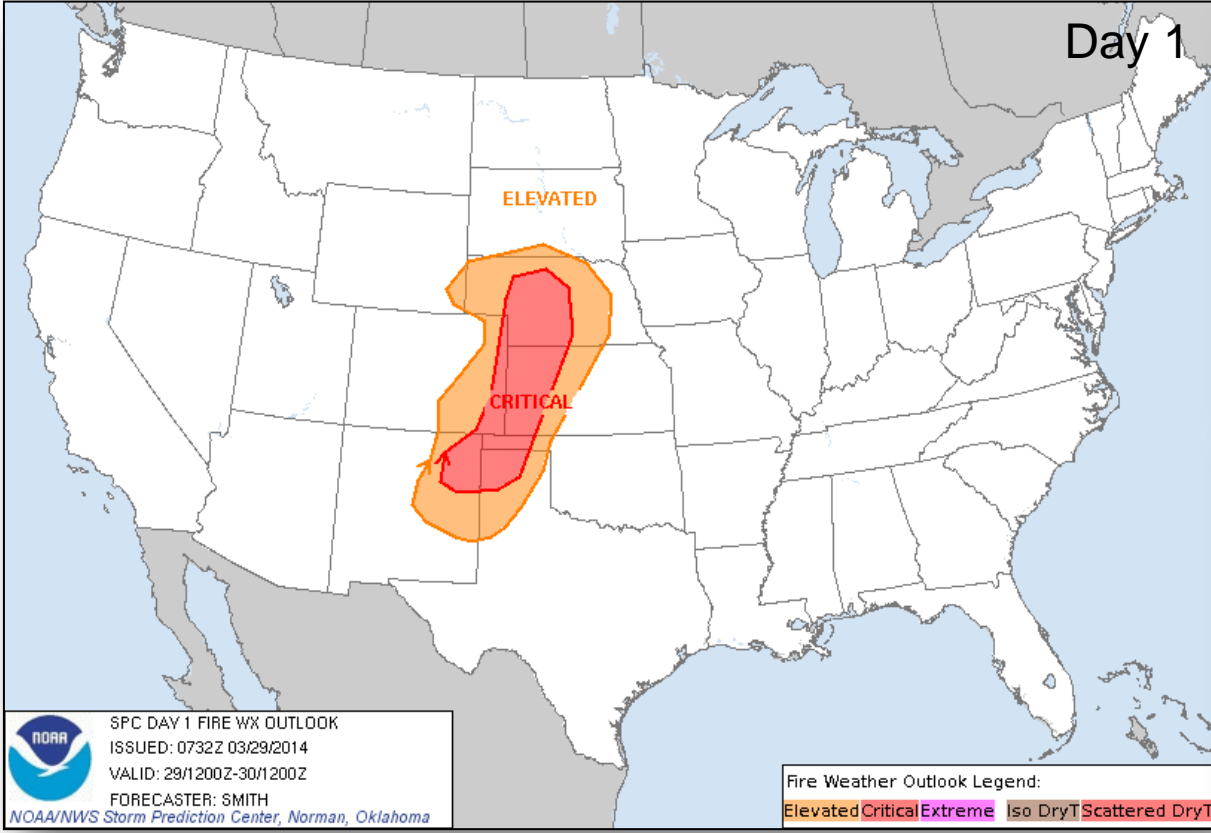 Day 1
ELEVATED
CRITICAL
NOAA
SPC DAY 1 FIRE WX OUTLOOK
ISSUED: 0732Z 03/29/2014
VALID: 29/1200Z-30/1200Z
FORECASTER: SMITH
NOAA/NWS Storm Prediction Center, Norman, Oklahoma
Fire Weather Outlook Legend:
Elevated Critical Extreme Iso DryT Scattered DryT